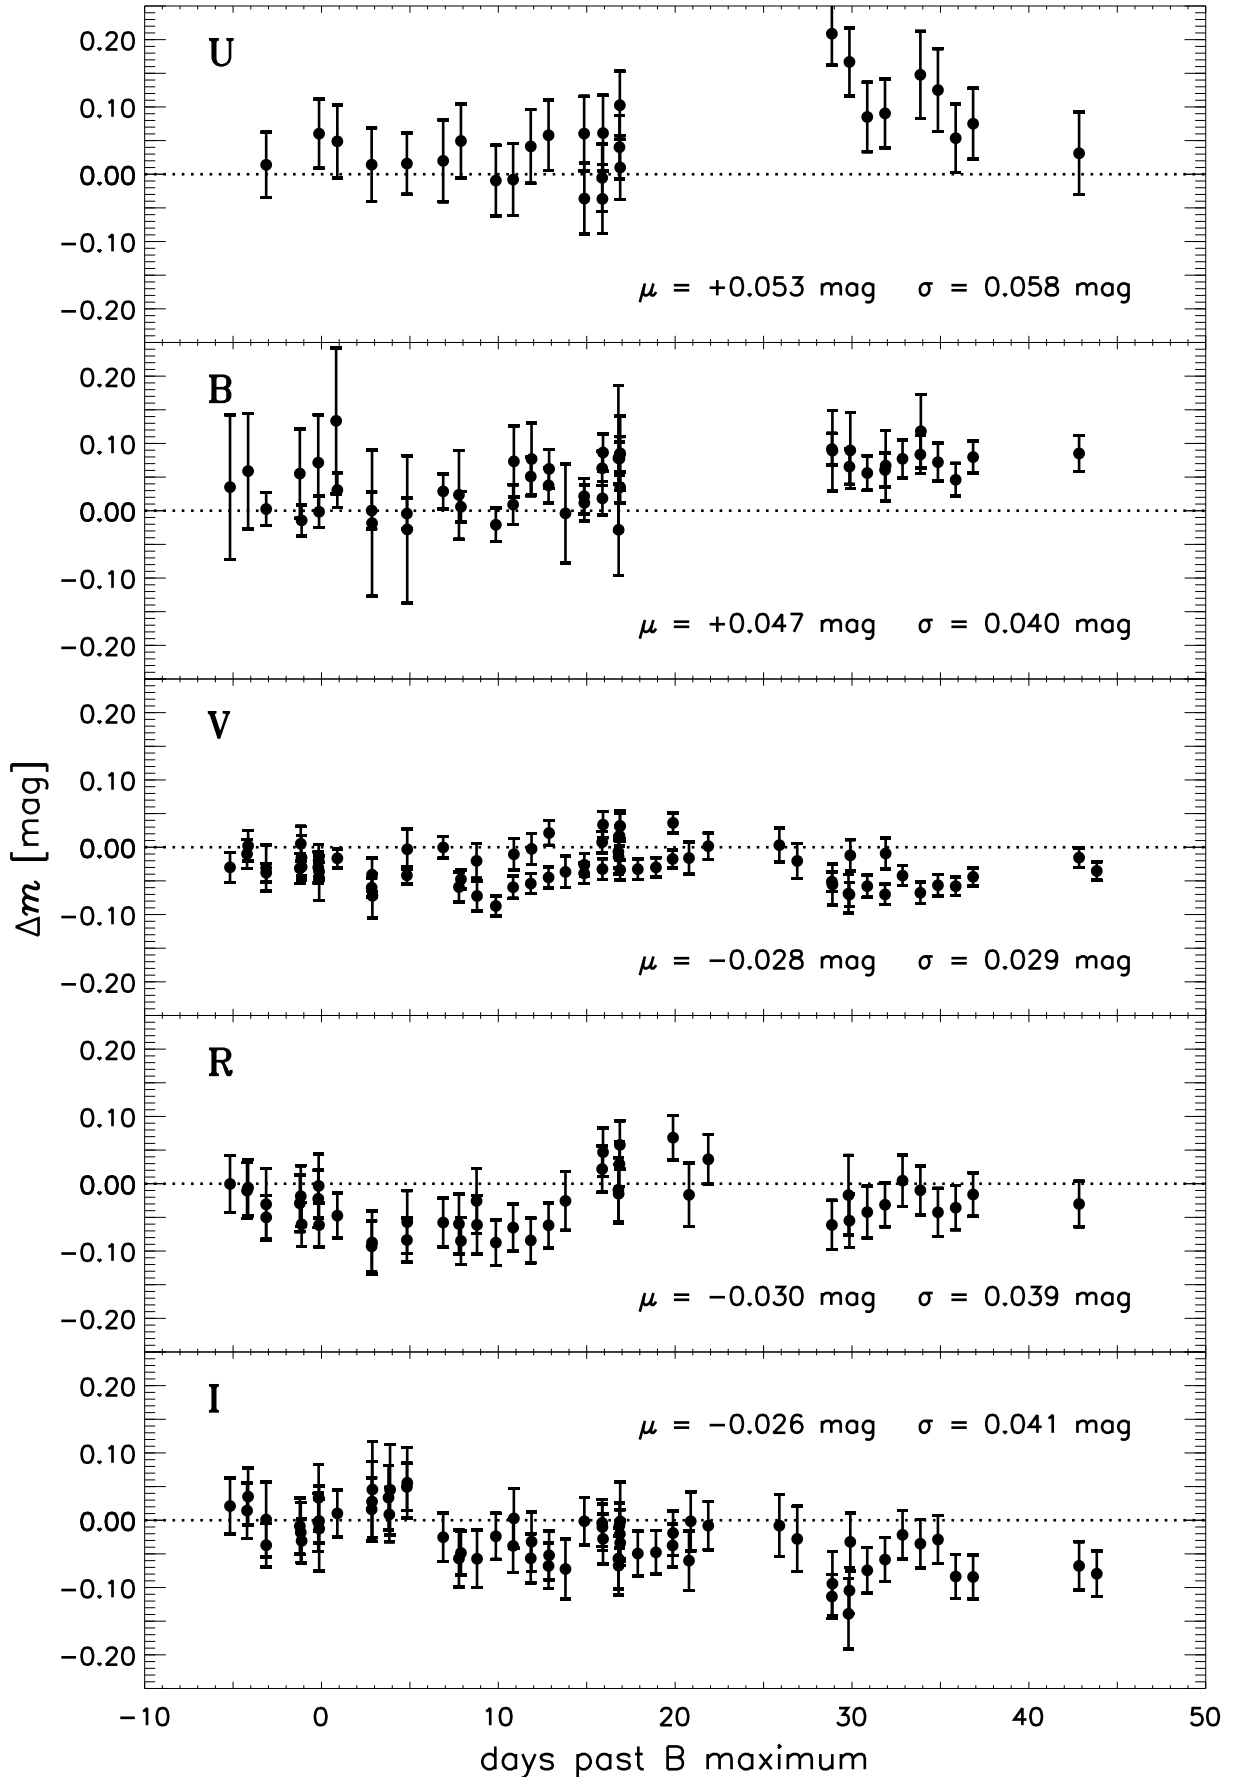 U
0.20
0.10
0.00
−0.10
−0.20
μ = +0.053 mag σ = 0.058 mag
B
0.20
0.10
0.00
−0.10
−0.20
μ = +0.047 mag σ = 0.040 mag
V
0.20
0.10
0.00
−0.10
−0.20
μ = −0.028 mag σ = 0.029 mag
Δm [mag]
R
0.20
0.10
0.00
−0.10
−0.20
μ = −0.030 mag σ = 0.039 mag
I
0.20
0.10
0.00
−0.10
−0.20
μ = −0.026 mag σ = 0.041 mag
−10 0 10 20 30 40 50
days past B maximum